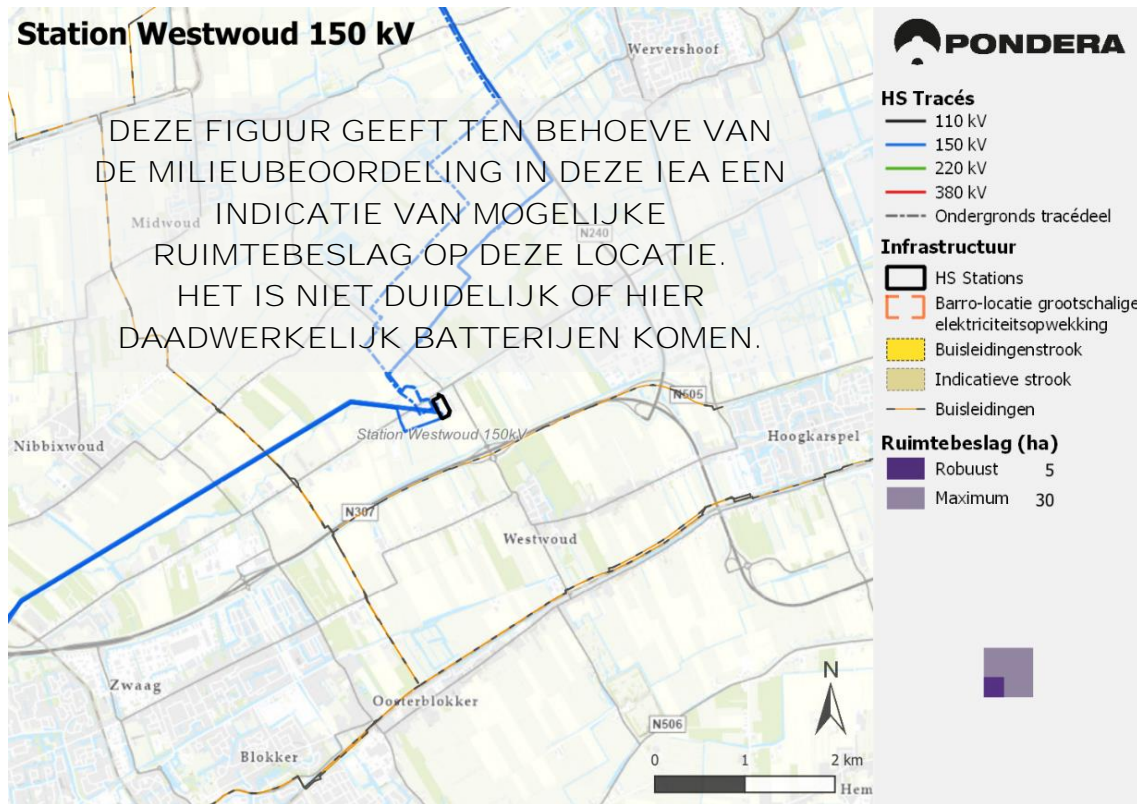 Station Westwoud 150 kV
Wervershoof
DEZE FIGUUR GEEFT TEN BEHOEVE VAN
DE MILIEUBEOORDELING IN DEZE IEA EEN
INDICATIE VAN MOGELIJKE
RUIMTEBESLAG OP DEZE LOCATIE.
HET IS NIET DUIDELIJK OF HIER
DAADWERKELIJK BATTERIJEN KOMEN.
Midwoud
N240
N505
Station Westwoud 150kV
Nibbixwoud
Hoogkarspel
N307
Westwoud
Zwaag
Oosterblokker
N506
Blokker
N
0 1 2 km
Hem
PONDERA
HS Tracés
110 kV
150 kV
220 kV
380 kV
Ondergronds tracédeel
Infrastructuur
HS Stations
Barro-locatie grootschalige
elektriciteitsopwekking
Buisleidingenstrook
Indicatieve strook
Buisleidingen
Ruimtebeslag (ha)
Robuust 5
Maximum 30